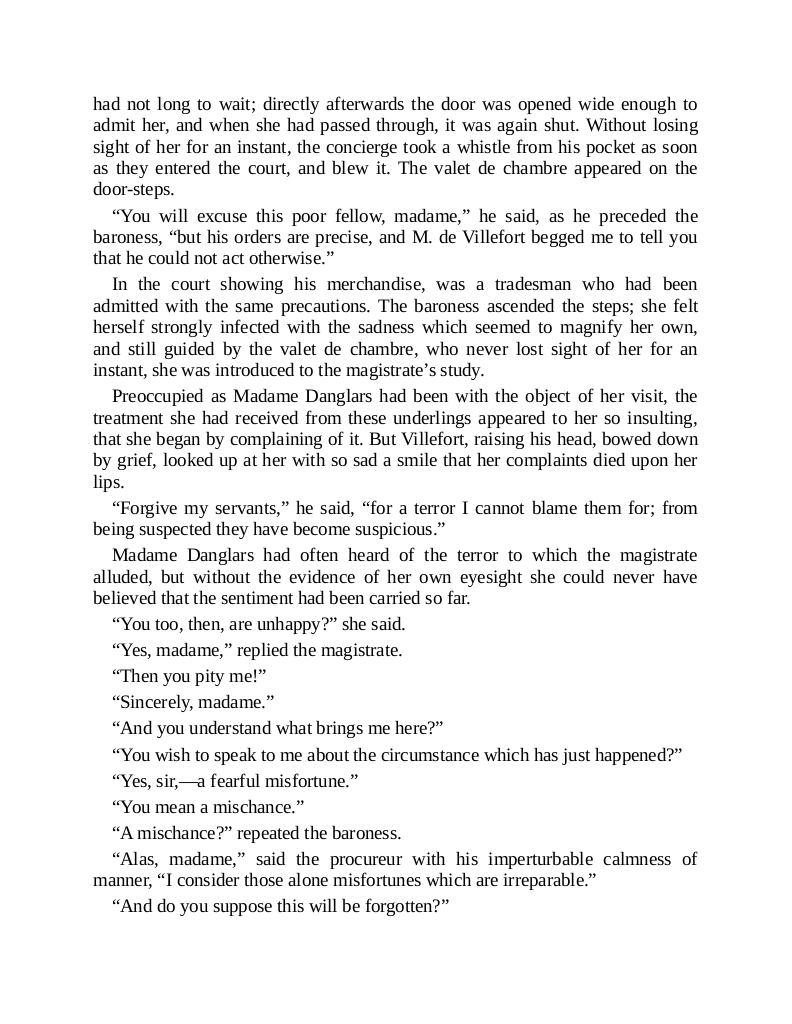 had not long to wait; directly afterwards the door was opened wide enough to
admit her, and when she had passed through, it was again shut. Without losing
sight of her for an instant, the concierge took a whistle from his pocket as soon
as they entered the court, and blew it. The valet de chambre appeared on the
door-steps.
“You will excuse this poor fellow, madame,” he said, as he preceded the
baroness, “but his orders are precise, and M. de Villefort begged me to tell you
that he could not act otherwise.”
In the court showing his merchandise, was a tradesman who had been
admitted with the same precautions. The baroness ascended the steps; she felt
herself strongly infected with the sadness which seemed to magnify her own,
and still guided by the valet de chambre, who never lost sight of her for an
instant, she was introduced to the magistrate’s study.
Preoccupied as Madame Danglars had been with the object of her visit, the
treatment she had received from these underlings appeared to her so insulting,
that she began by complaining of it. But Villefort, raising his head, bowed down
by grief, looked up at her with so sad a smile that her complaints died upon her
lips.
“Forgive my servants,” he said, “for a terror I cannot blame them for; from
being suspected they have become suspicious.”
Madame Danglars had often heard of the terror to which the magistrate
alluded, but without the evidence of her own eyesight she could never have
believed that the sentiment had been carried so far.
“You too, then, are unhappy?” she said.
“Yes, madame,” replied the magistrate.
“Then you pity me!”
“Sincerely, madame.”
“And you understand what brings me here?”
“You wish to speak to me about the circumstance which has just happened?”
“Yes, sir,—a fearful misfortune.”
“You mean a mischance.”
“A mischance?” repeated the baroness.
“Alas, madame,” said the procureur with his imperturbable calmness of
manner, “I consider those alone misfortunes which are irreparable.”
“And do you suppose this will be forgotten?”